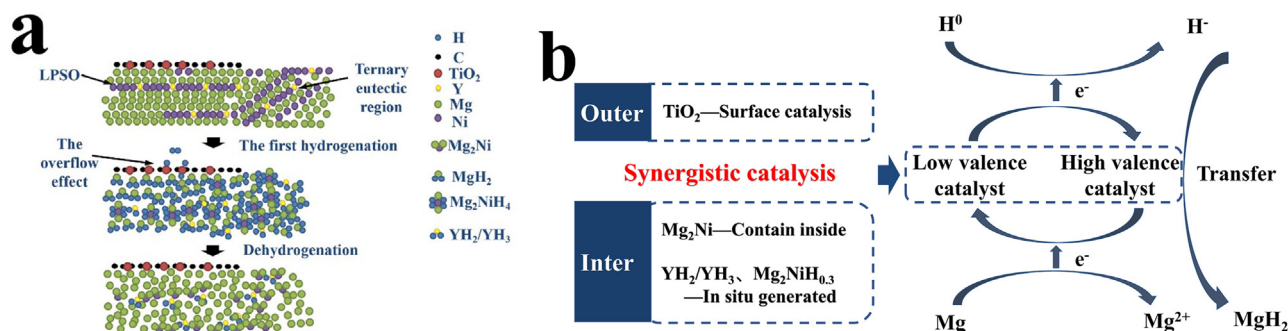 a
H
C
TiO₂
Y
Mg
Ni
Mg₂Ni
MgH₂
Mg₂NiH₄
YH₂/YH₃
LPSO
Ternary
eutectic
region
The first hydrogenation
The
overflow
effect
Dehydrogenation
b
Outer
TiO₂—Surface catalysis
Synergistic catalysis
Inter
Mg₂Ni—Contain inside
YH₂/YH₃、Mg₂NiH₀.₃
—In situ generated
H⁰
H⁻
e⁻
Low valence
catalyst
High valence
catalyst
Transfer
e⁻
Mg
Mg²⁺
MgH₂